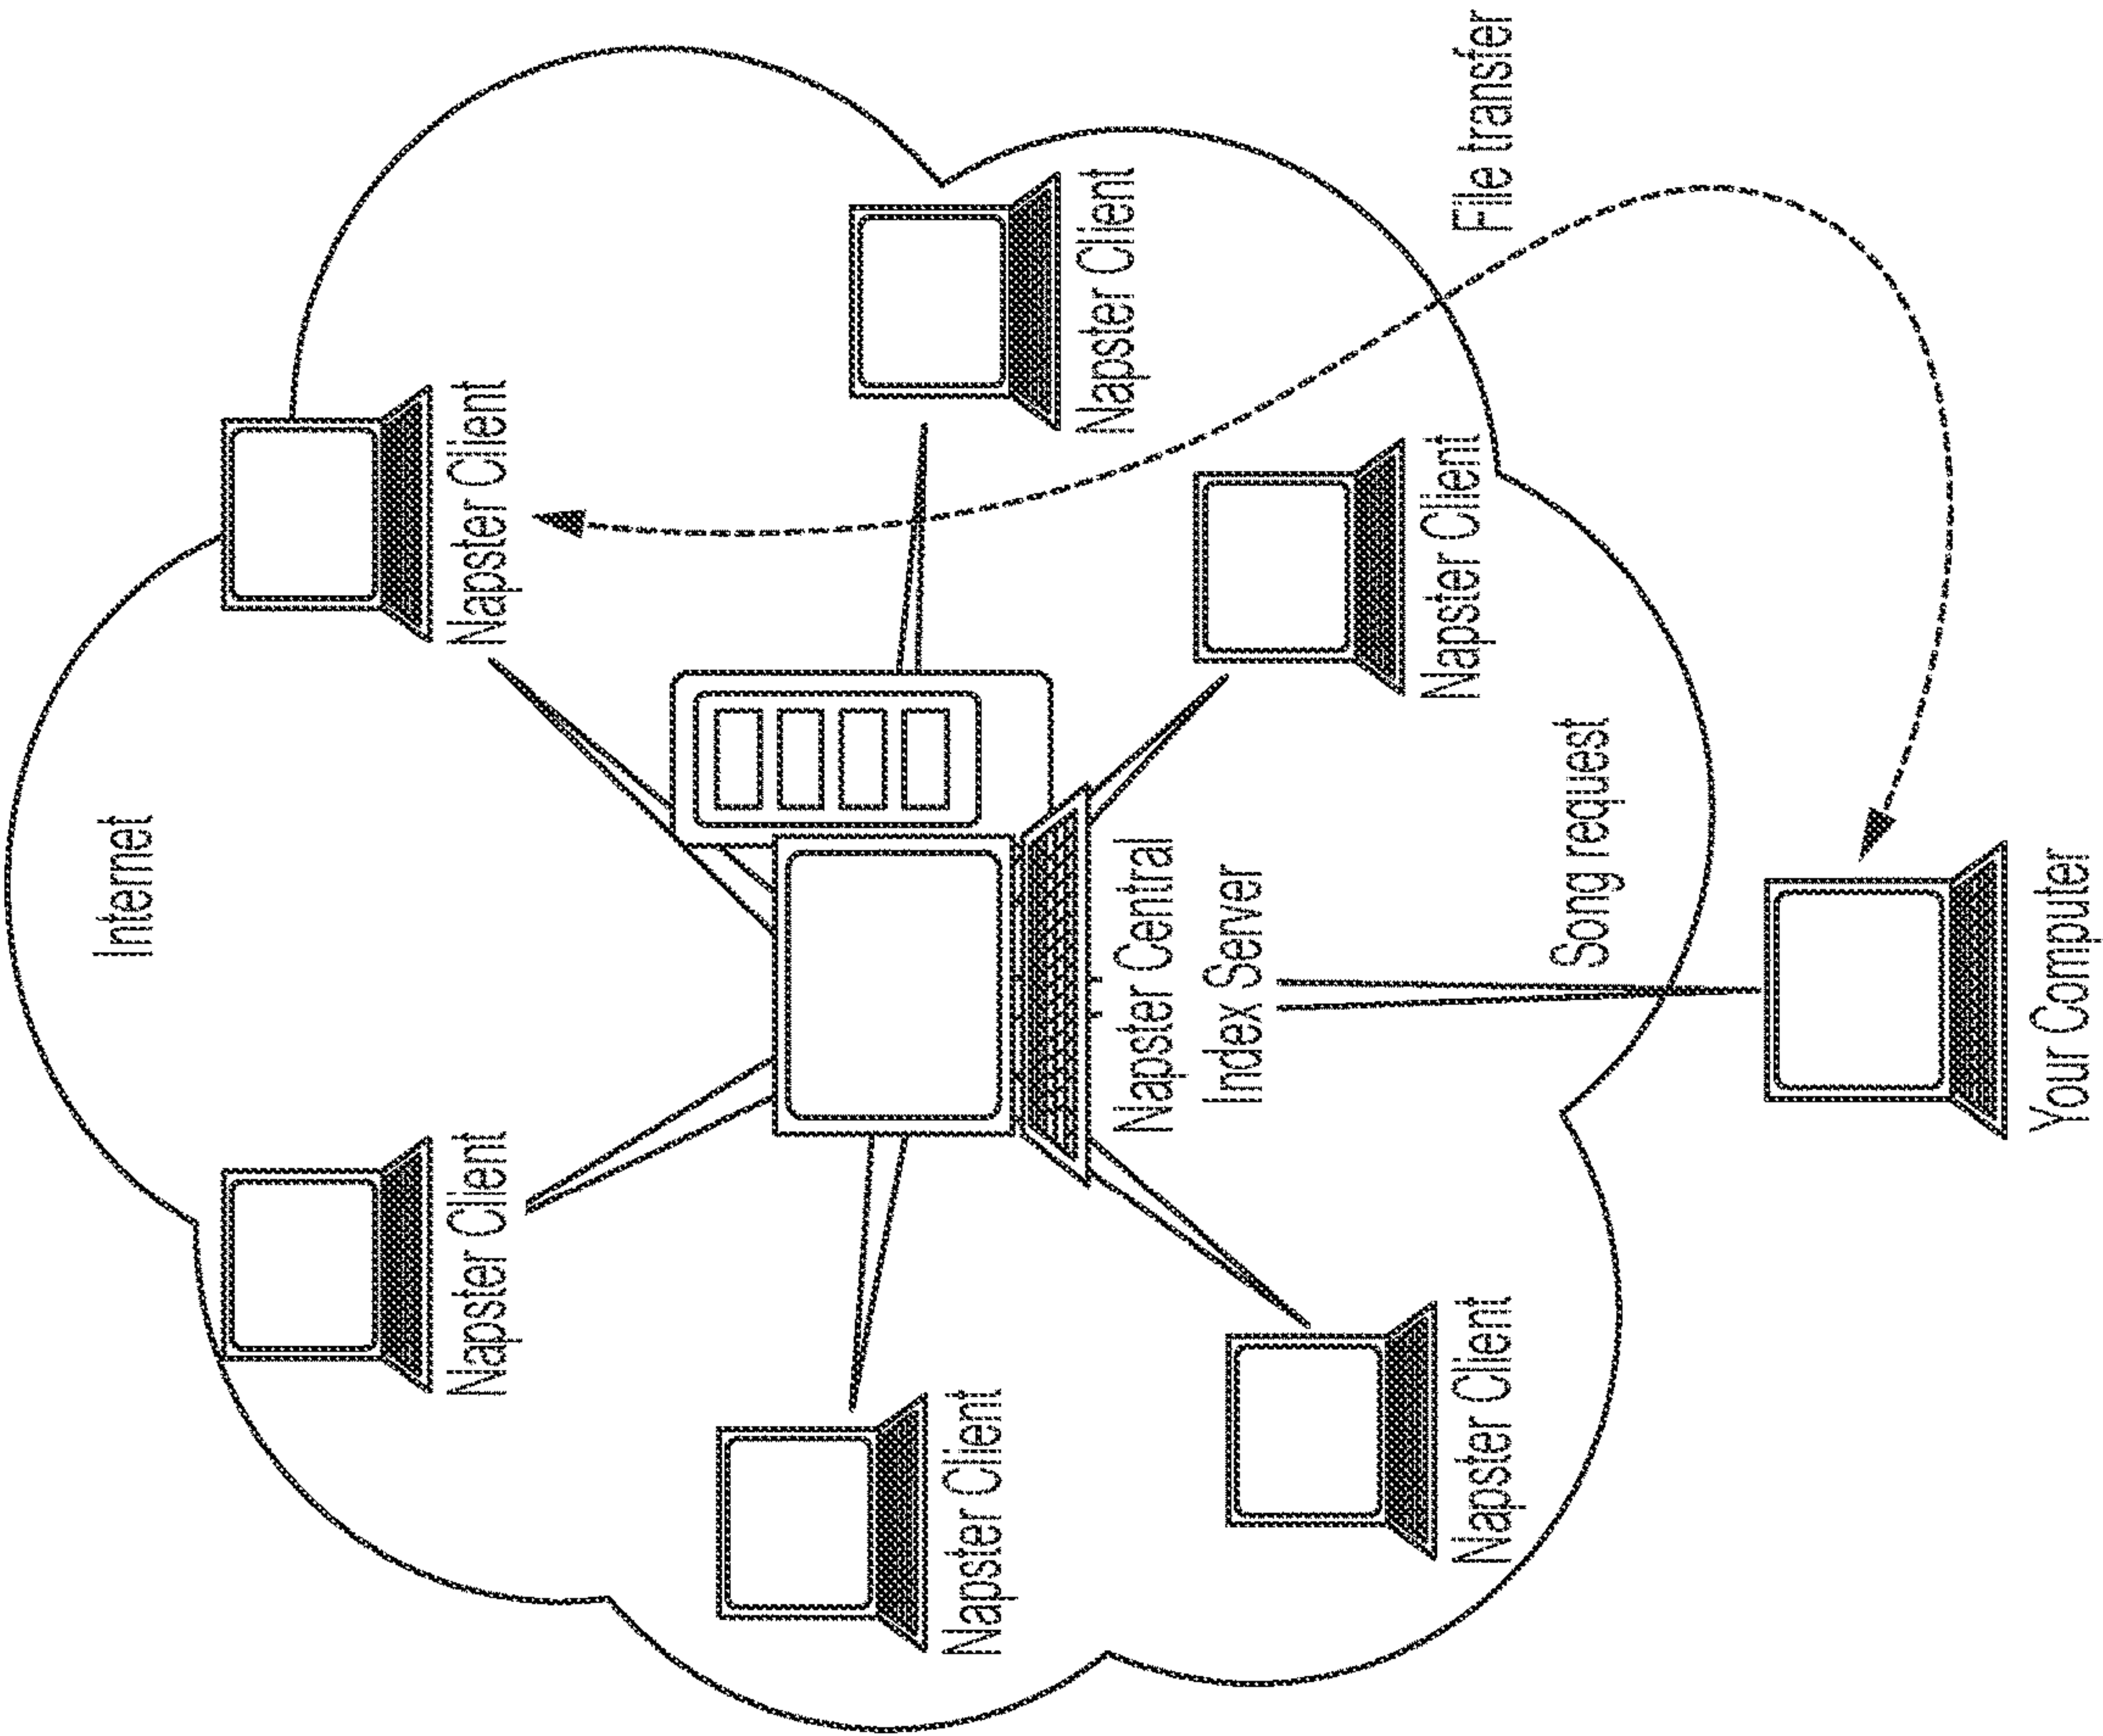 Internet
Napster Client
Napster Client
Napster Client
Napster Client
Napster Central
Index Server
Napster Client
Napster Client
File transfer
Song request
Your Computer